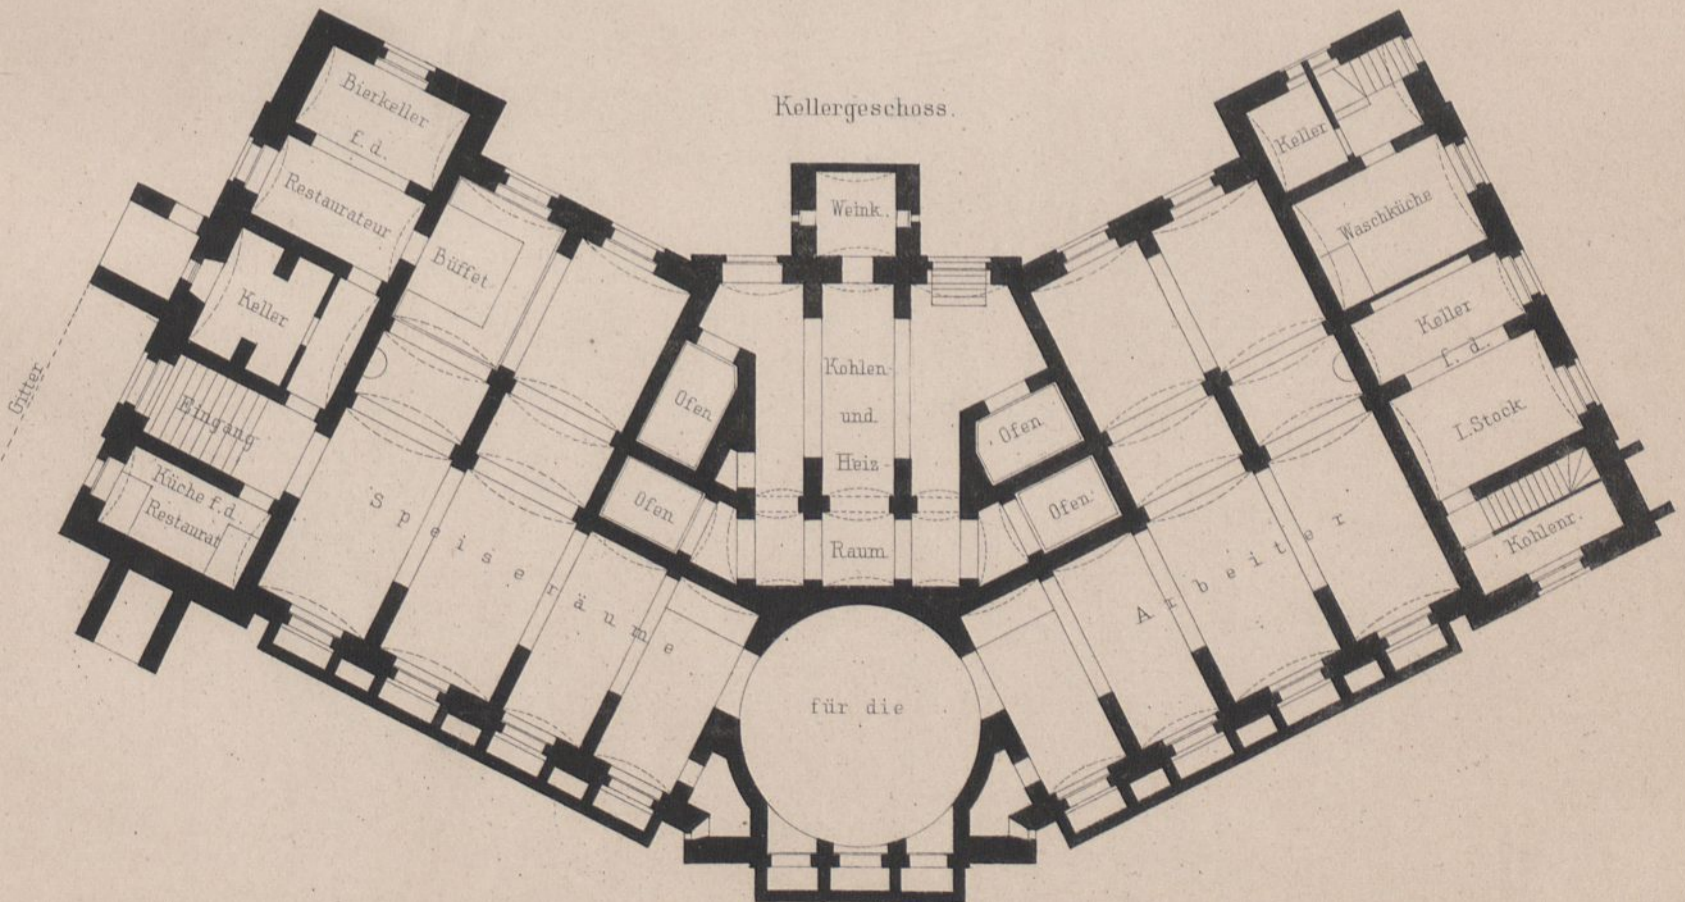 Kellergeschoss.
Bierkeller
f. d.
Restaurateur
Büffet
Keller
Eingang
Gitter
Küche f. d.
Restaurat
Speiseräume
Weink.
Kohlen-
und
Heiz-
Raum
Ofen
Ofen
Ofen
Ofen.
für die
Arbeiter
Keller
Waschküche
Keller
f. d.
I. Stock
Kohlenr.